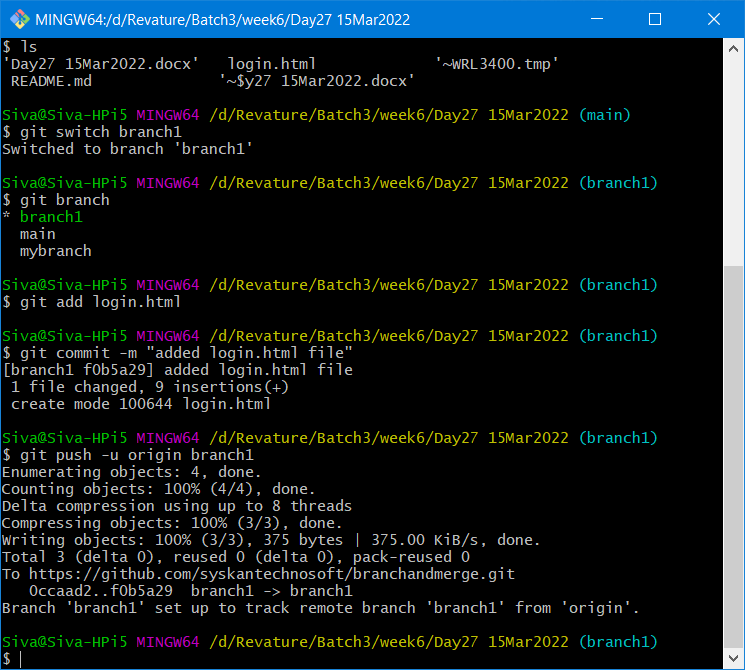 MINGW64:/d/Revature/Batch3/week6/Day27 15Mar2022
$ ls
'Day27 15Mar2022.docx'   login.html             '~WRL3400.tmp'
 README.md              '~$y27 15Mar2022.docx'
Siva@Siva-HPi5 MINGW64 /d/Revature/Batch3/week6/Day27 15Mar2022 (main)
$ git switch branch1
Switched to branch 'branch1'
Siva@Siva-HPi5 MINGW64 /d/Revature/Batch3/week6/Day27 15Mar2022 (branch1)
$ git branch
* branch1
  main
  mybranch
Siva@Siva-HPi5 MINGW64 /d/Revature/Batch3/week6/Day27 15Mar2022 (branch1)
$ git add login.html
Siva@Siva-HPi5 MINGW64 /d/Revature/Batch3/week6/Day27 15Mar2022 (branch1)
$ git commit -m "added login.html file"
[branch1 f0b5a29] added login.html file
 1 file changed, 9 insertions(+)
 create mode 100644 login.html
Siva@Siva-HPi5 MINGW64 /d/Revature/Batch3/week6/Day27 15Mar2022 (branch1)
$ git push -u origin branch1
Enumerating objects: 4, done.
Counting objects: 100% (4/4), done.
Delta compression using up to 8 threads
Compressing objects: 100% (3/3), done.
Writing objects: 100% (3/3), 375 bytes | 375.00 KiB/s, done.
Total 3 (delta 0), reused 0 (delta 0), pack-reused 0
To https://github.com/syskantechnosoft/branchandmerge.git
   0ccaad2..f0b5a29  branch1 -> branch1
Branch 'branch1' set up to track remote branch 'branch1' from 'origin'.
Siva@Siva-HPi5 MINGW64 /d/Revature/Batch3/week6/Day27 15Mar2022 (branch1)
$